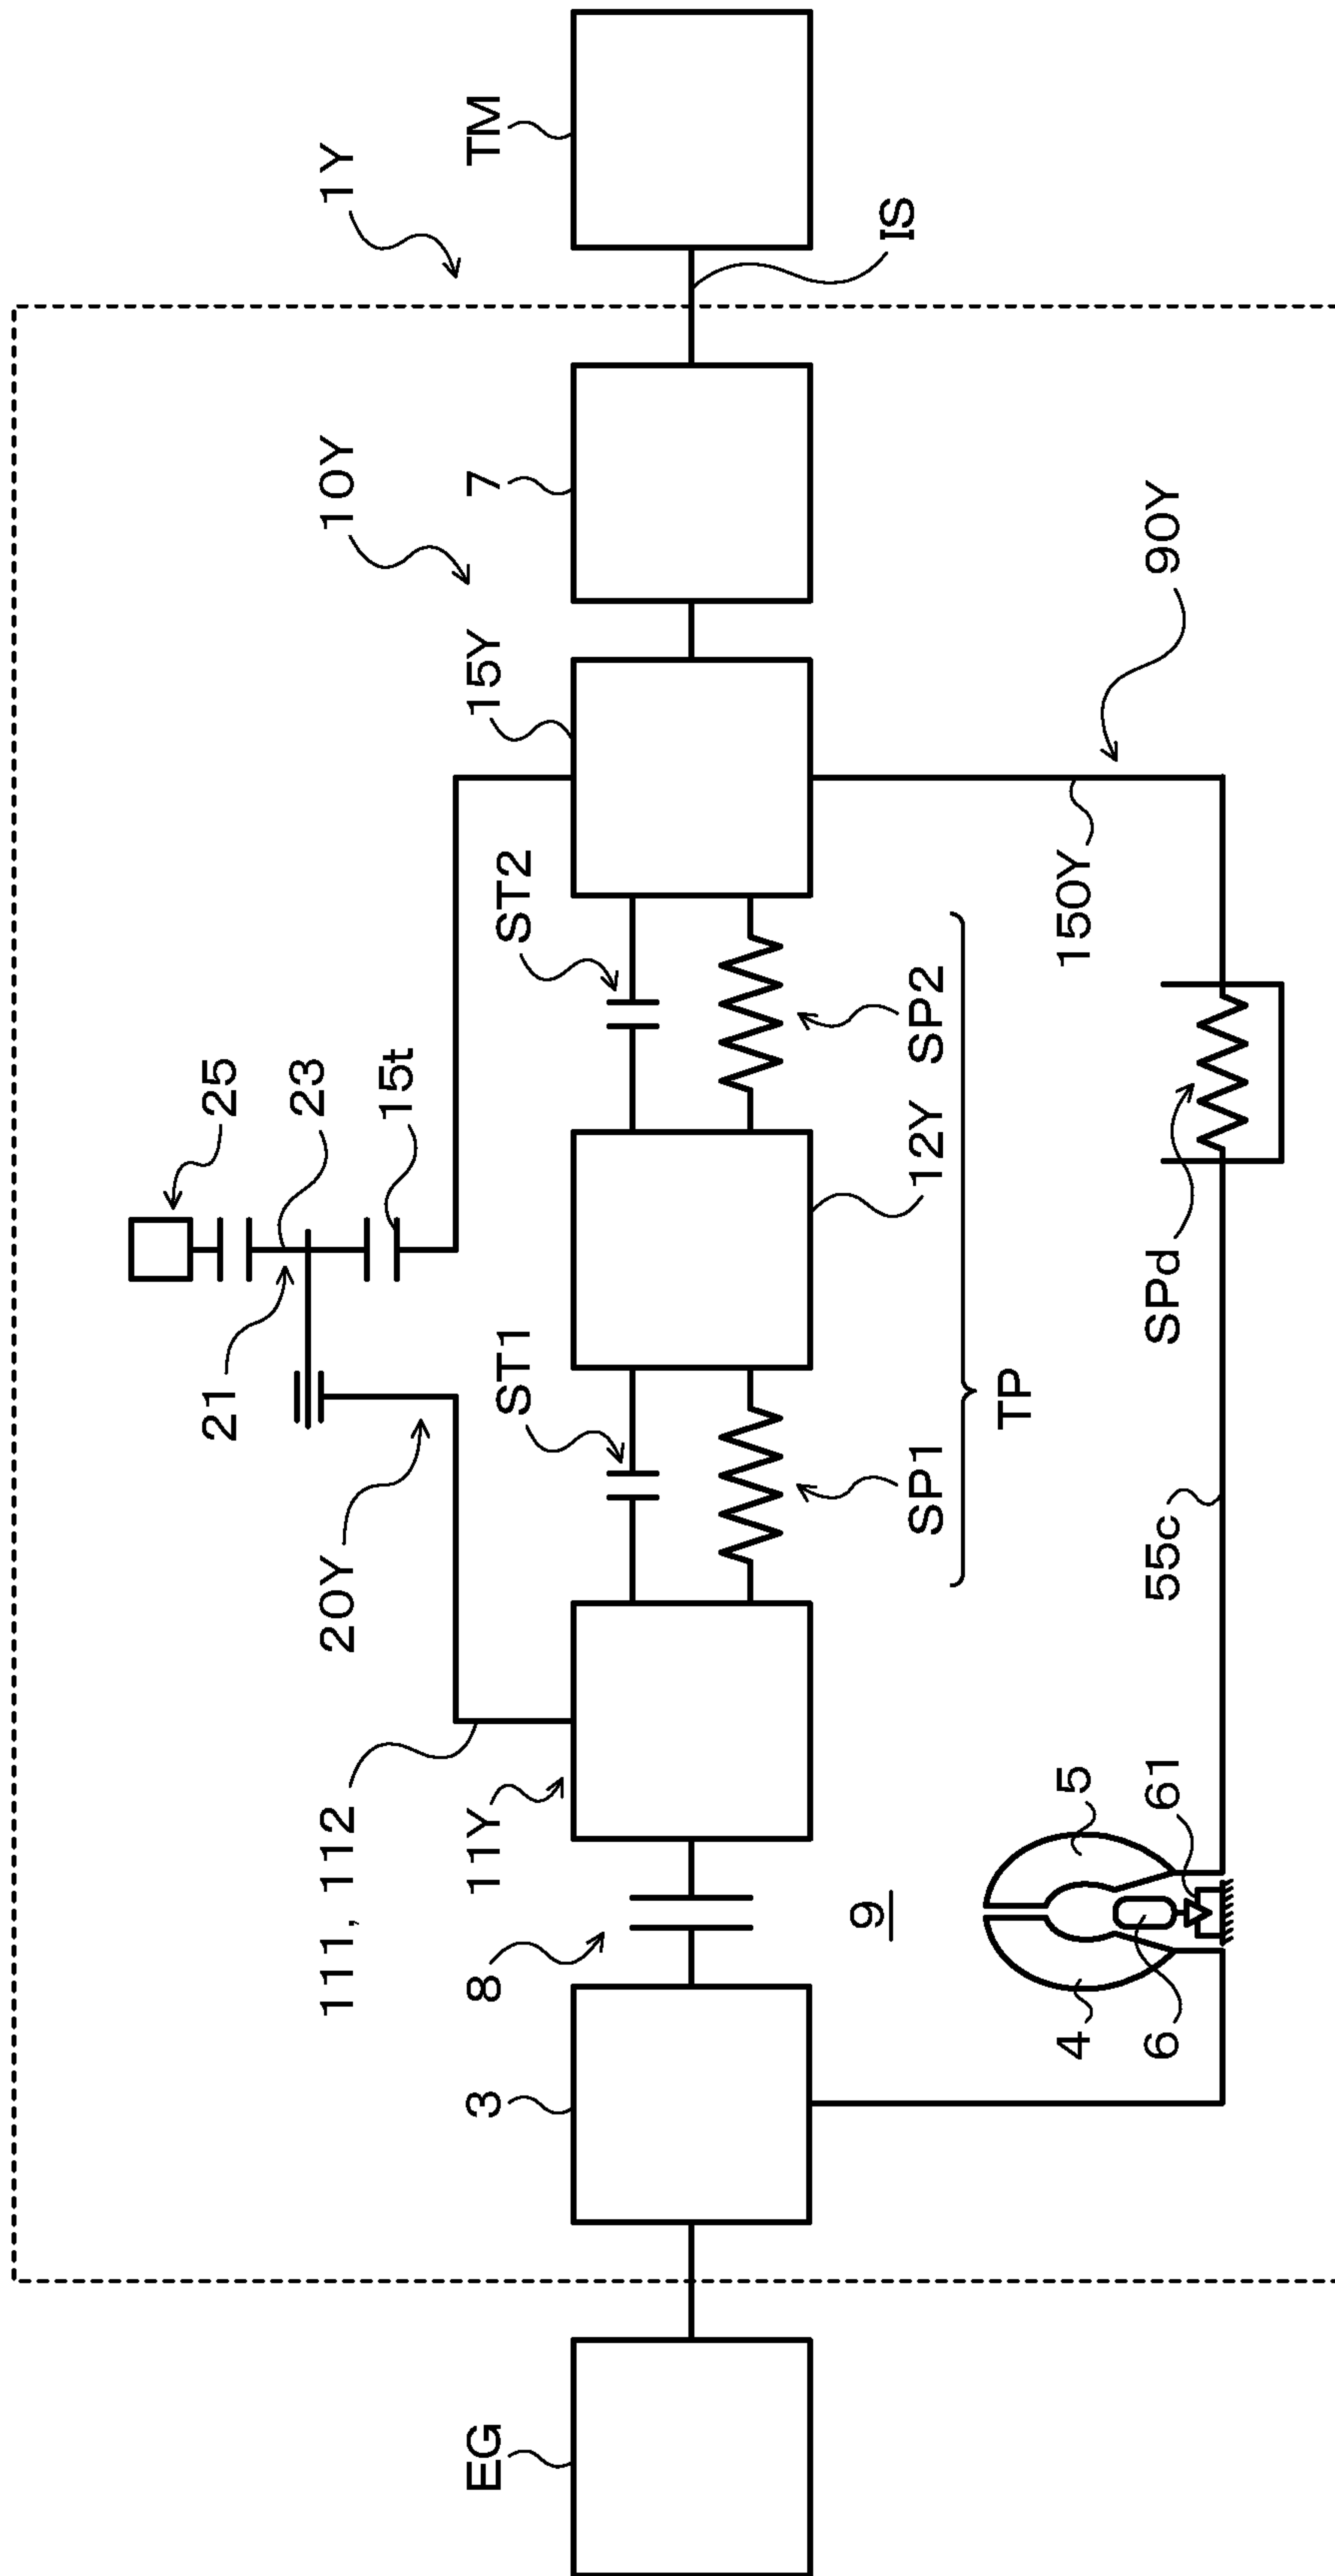 1Y
10Y
25
23
21
15t
20Y
111, 112
EG
3
8
11Y
ST1
ST2
15Y
7
TM
IS
SP1
12Y
SP2
TP
9
4
5
6
61
55c
SPd
150Y
90Y